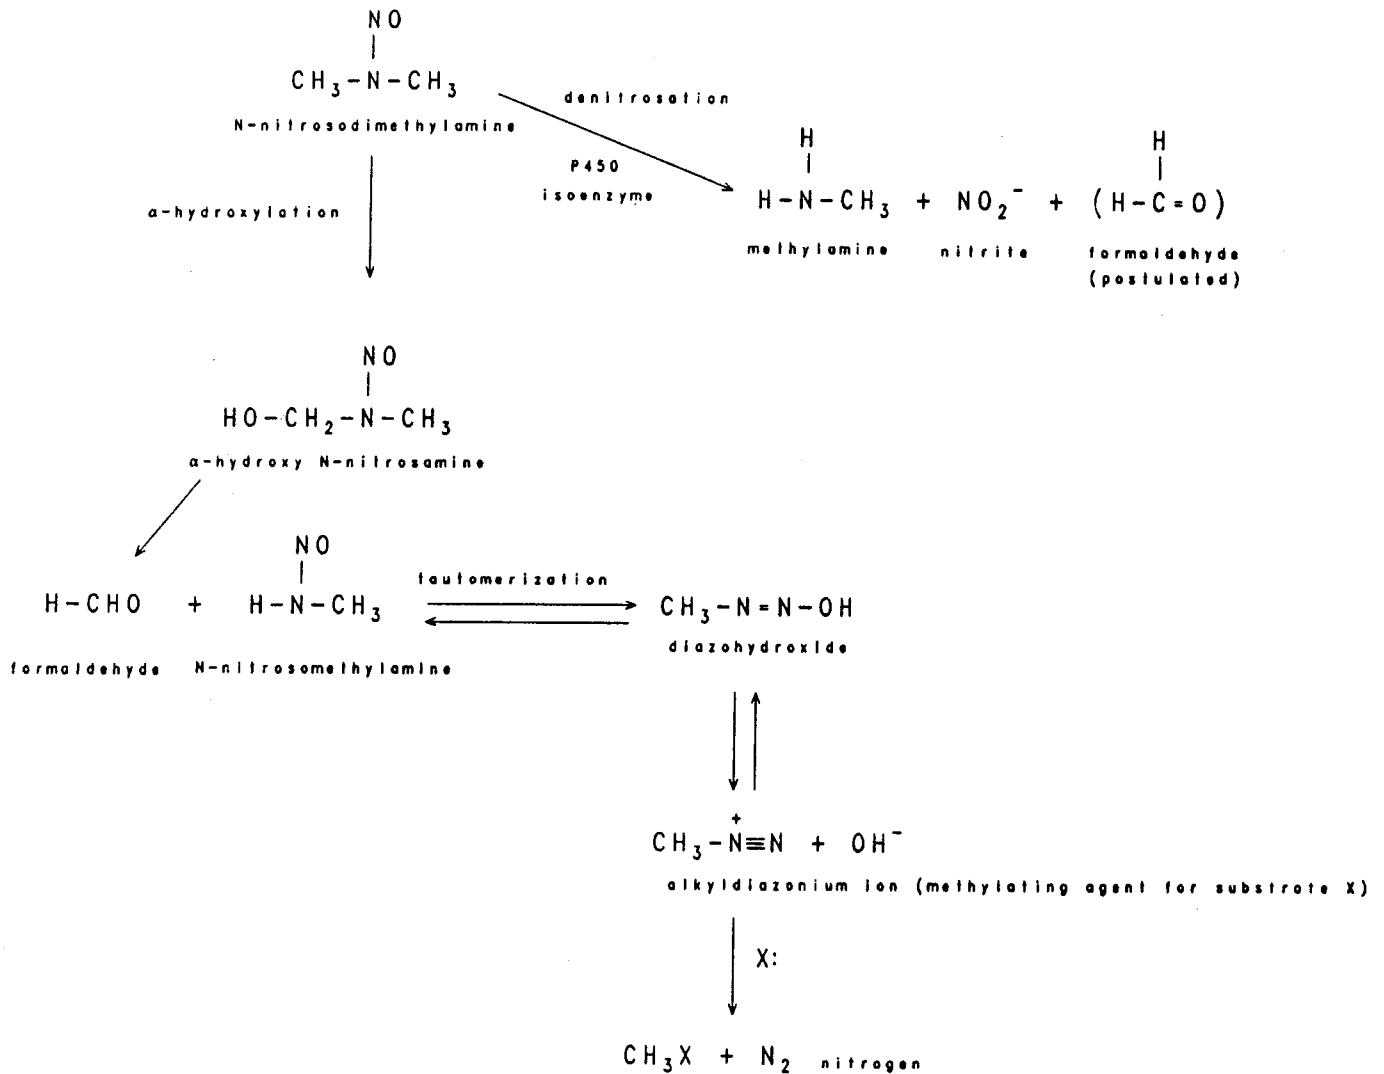 NO
CH3-N-CH3
N-nitrosodimethylamine
denitrosation
P450
isoenzyme
α-hydroxylation
H
H-N-CH3 + NO2- + (H-C=O)
H
methylamine nitrite formaldehyde
(postulated)
NO
HO-CH2-N-CH3
α-hydroxy N-nitrosamine
NO
H-CHO + H-N-CH3
formaldehyde N-nitrosomethylamine
tautomerization
CH3-N=N-OH
diazohydroxide
+
CH3-N≡N + OH-
alkyldiazonium ion (methylating agent for substrate X)
X:
CH3X + N2 nitrogen